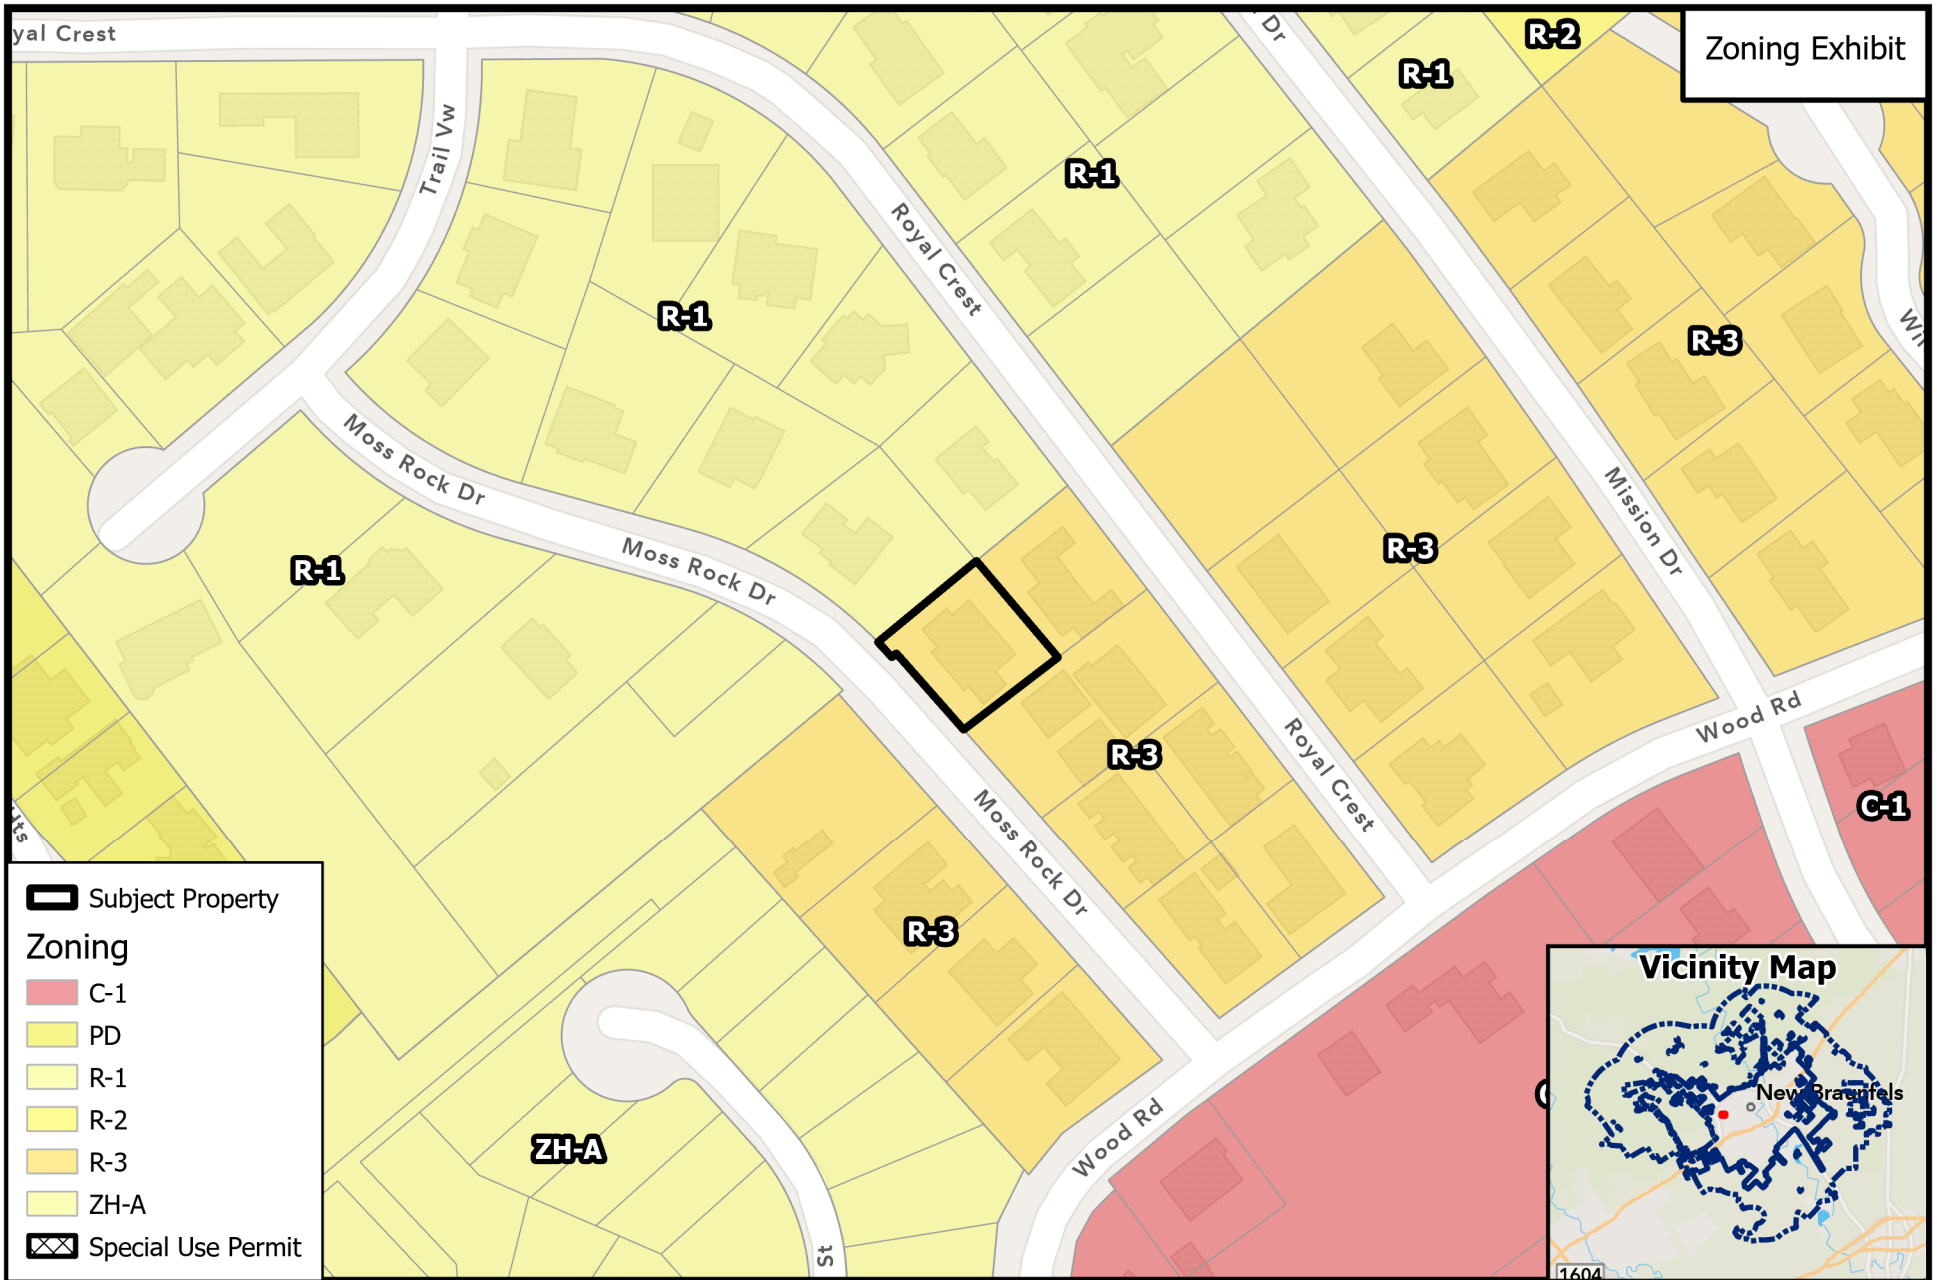 yal Crest
Dr
R-2
Zoning Exhibit
R-1
Trail Vw
R-1
Royal Crest
R-1
R-3
Moss Rock Dr
Mission Dr
R-1
Moss Rock Dr
R-3
Wood Rd
Royal Crest
R-3
C-1
Moss Rock Dr
R-3
Wood Rd
ZH-A
St
Subject Property
Zoning
C-1
PD
R-1
R-2
R-3
ZH-A
Special Use Permit
Vicinity Map
New Braunfels
1604